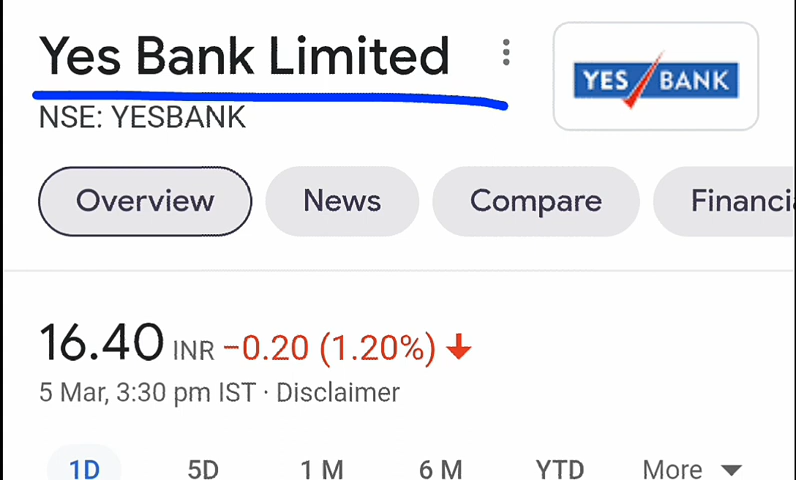 Yes Bank Limited
YES BANK
NSE: YESBANK
Overview News Compare Financi
16.40 INR −0.20 (1.20%)
5 Mar, 3:30 pm IST · Disclaimer
1D 5D 1 M 6 M YTD More